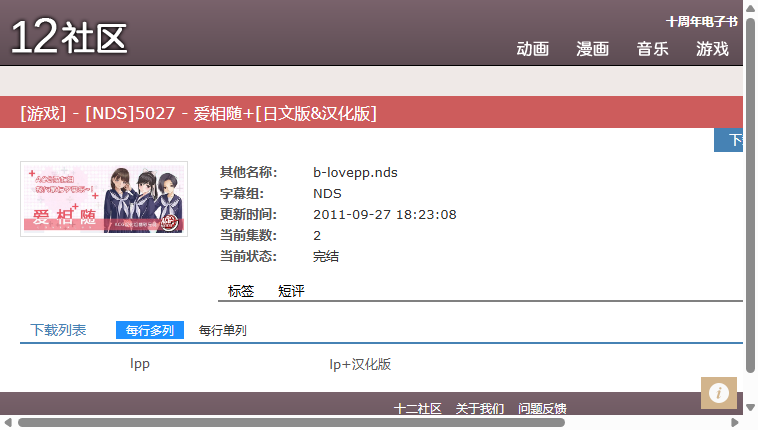 12社区
十周年电子书
动画 漫画 音乐 游戏
[游戏] - [NDS]5027 - 爱相随+[日文版&汉化版]
爱相随
其他名称: b-lovepp.nds
字幕组: NDS
更新时间: 2011-09-27 18:23:08
当前集数: 2
当前状态: 完结
标签 短评
下载列表 每行多列 每行单列
lpp lp+汉化版
十二社区 关于我们 问题反馈